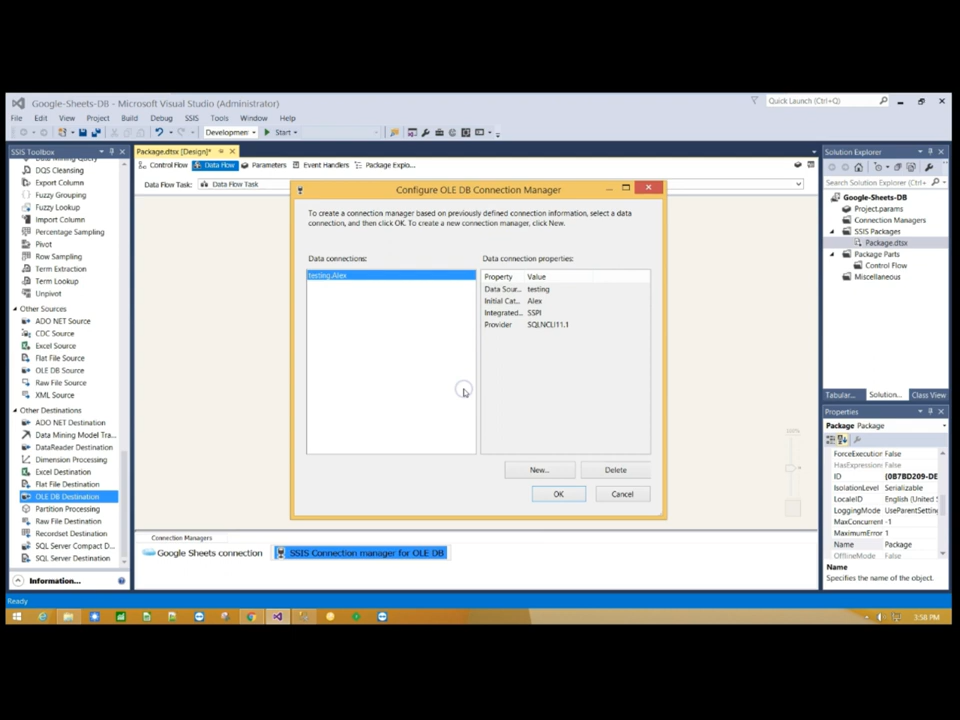 Google-Sheets-DB - Microsoft Visual Studio (Administrator)
Quick Launch (Ctrl+Q)
File Edit View Project Build Debug SSIS Tools Window Help
Developmen Start
SSIS Toolbox
Data Mining Query
DQS Cleansing
Export Column
Fuzzy Grouping
Fuzzy Lookup
Import Column
Percentage Sampling
Pivot
Row Sampling
Term Extraction
Term Lookup
Unpivot
Other Sources
ADO NET Source
CDC Source
Excel Source
Flat File Source
OLE DB Source
Raw File Source
XML Source
Other Destinations
ADO NET Destination
Data Mining Model Tra...
DataReader Destination
Dimension Processing
Excel Destination
Flat File Destination
OLE DB Destination
Partition Processing
Raw File Destination
Recordset Destination
SQL Server Compact D...
SQL Server Destination
Information...
Package.dtsx [Design]*
Control Flow Data Flow Parameters Event Handlers Package Explo...
Data Flow Task: Data Flow Task
Configure OLE DB Connection Manager
To create a connection manager based on previously defined connection information, select a data
connection, and then click OK. To create a new connection manager, click New.
Data connections: Data connection properties:
testing.Alex
Property Value
Data Sour... testing
Initial Cat... Alex
Integrated... SSPI
Provider SQLNCLI11.1
New... Delete
OK Cancel
100%
Connection Managers
Google Sheets connection SSIS Connection manager for OLE DB
Solution Explorer
Search Solution Explorer (Ctrl+
Google-Sheets-DB
Project.params
Connection Managers
SSIS Packages
Package.dtsx
Package Parts
Control Flow
Miscellaneous
Tabular... Solution... Class View
Properties
Package Package
ForceExecution False
HasExpression False
ID {0B7BD209-DE
IsolationLevel Serializable
LocaleID English (United
LoggingMode UseParentSetting
MaxConcurrent -1
MaximumError 1
Name Package
OfflineMode False
Name
Specifies the name of the object.
Ready
3:58 PM